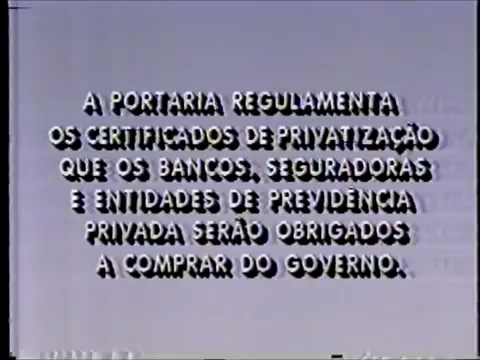 A PORTARIA REGULAMENTA
OS CERTIFICADOS DE PRIVATIZAÇÃO
QUE OS BANCOS, SEGURADORAS
E ENTIDADES DE PREVIDÊNCIA
PRIVADA SERÃO OBRIGADOS
A COMPRAR DO GOVERNO.